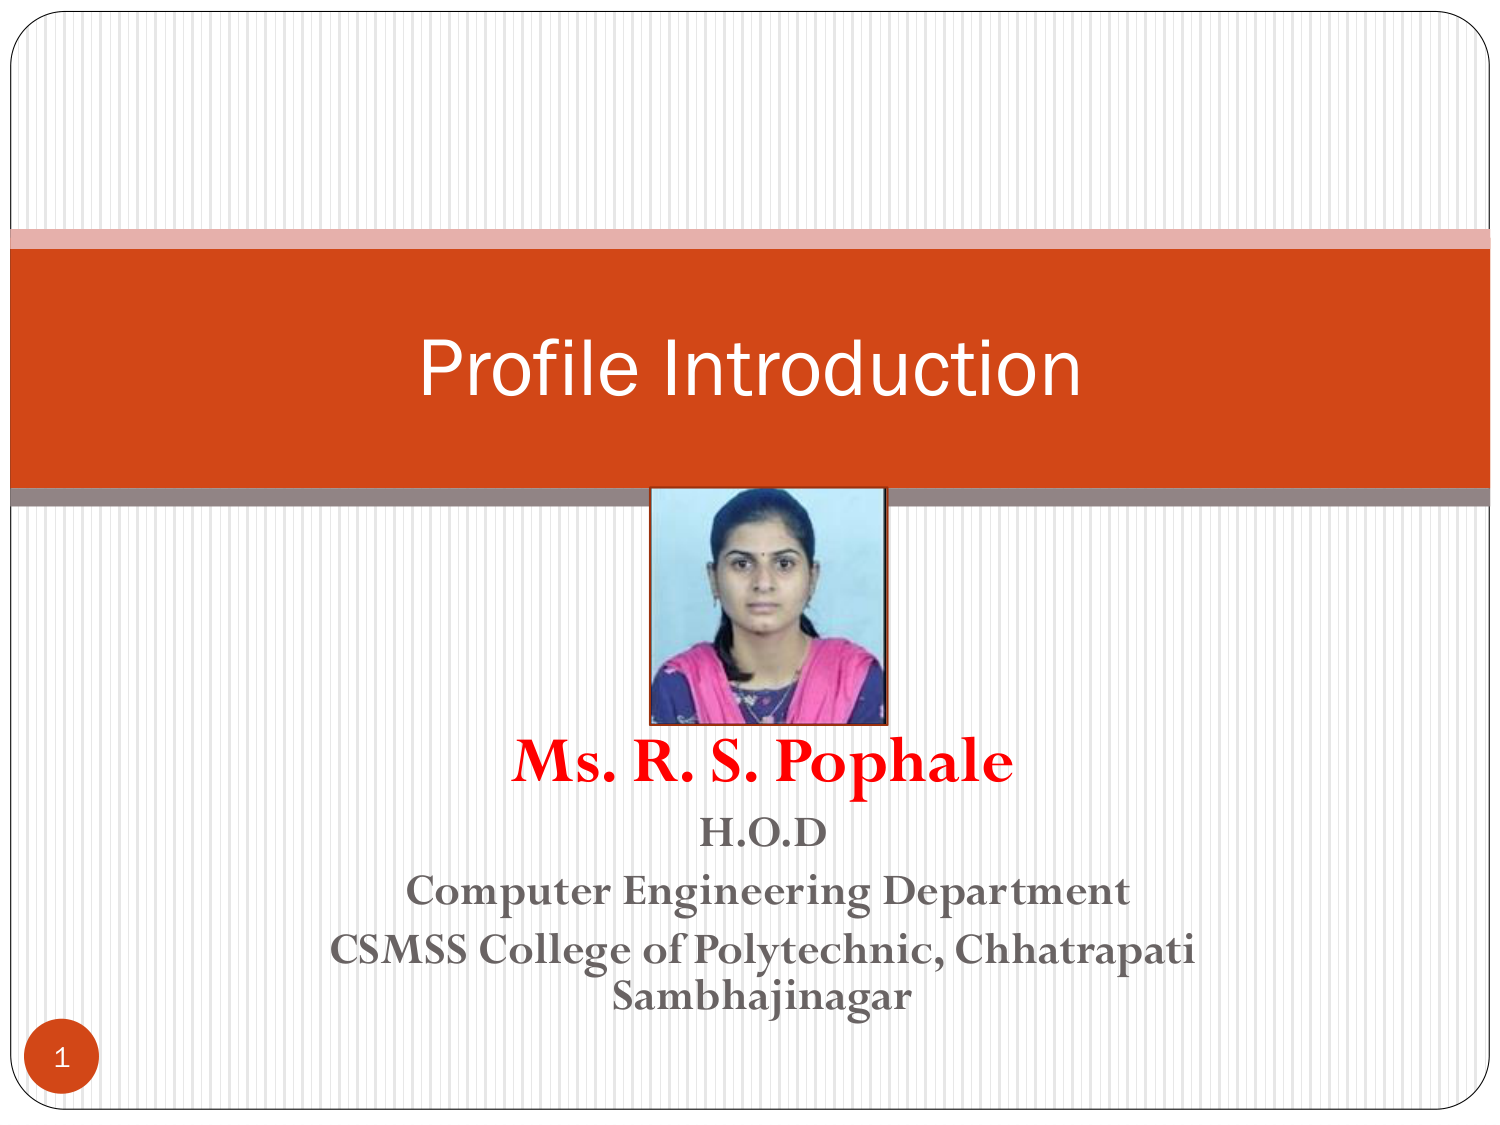 Profile Introduction
Ms. R. S. Pophale
H.O.D
Computer Engineering Department
CSMSS College of Polytechnic, Chhatrapati
Sambhajinagar
1